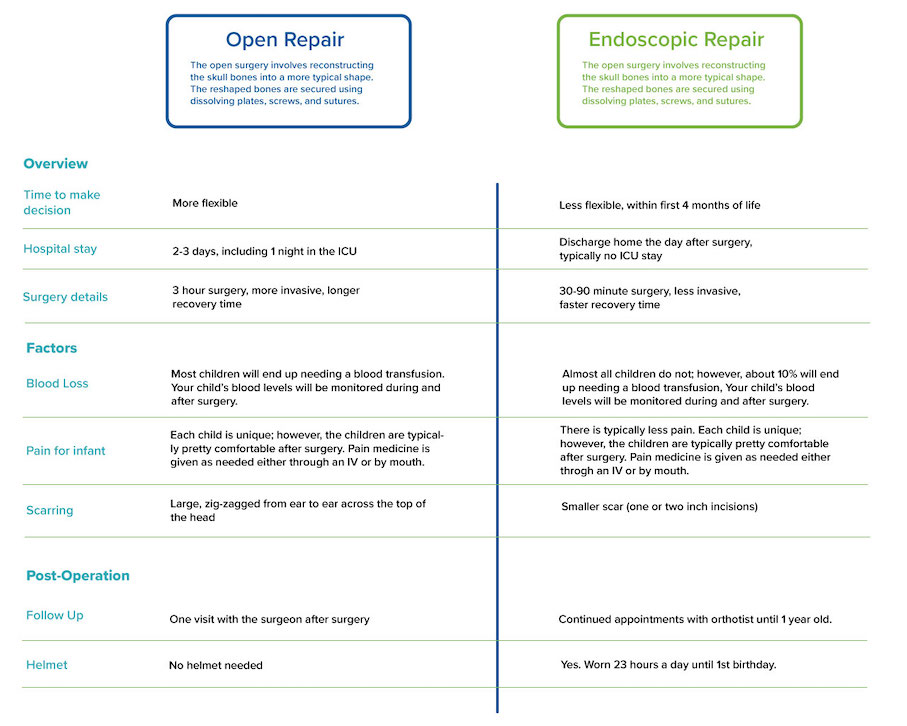 Open Repair
The open surgery involves reconstructing
the skull bones into a more typical shape.
The reshaped bones are secured using
dissolving plates, screws, and sutures.
Endoscopic Repair
The open surgery involves reconstructing
the skull bones into a more typical shape.
The reshaped bones are secured using
dissolving plates, screws, and sutures.
Overview
Time to make
decision
More flexible
Less flexible, within first 4 months of life
Hospital stay
2-3 days, including 1 night in the ICU
Discharge home the day after surgery,
typically no ICU stay
Surgery details
3 hour surgery, more invasive, longer
recovery time
30-90 minute surgery, less invasive,
faster recovery time
Factors
Blood Loss
Most children will end up needing a blood transfusion.
Your child's blood levels will be monitored during and
after surgery.
Almost all children do not; however, about 10% will end
up needing a blood transfusion, Your child's blood
levels will be monitored during and after surgery.
Pain for infant
Each child is unique; however, the children are typical-
ly pretty comfortable after surgery. Pain medicine is
given as needed either through an IV or by mouth.
There is typically less pain. Each child is unique;
however, the children are typically pretty comfortable
after surgery. Pain medicine is given as needed either
throgh an IV or by mouth.
Scarring
Large, zig-zagged from ear to ear across the top of
the head
Smaller scar (one or two inch incisions)
Post-Operation
Follow Up
One visit with the surgeon after surgery
Continued appointments with orthotist until 1 year old.
Helmet
No helmet needed
Yes. Worn 23 hours a day until 1st birthday.